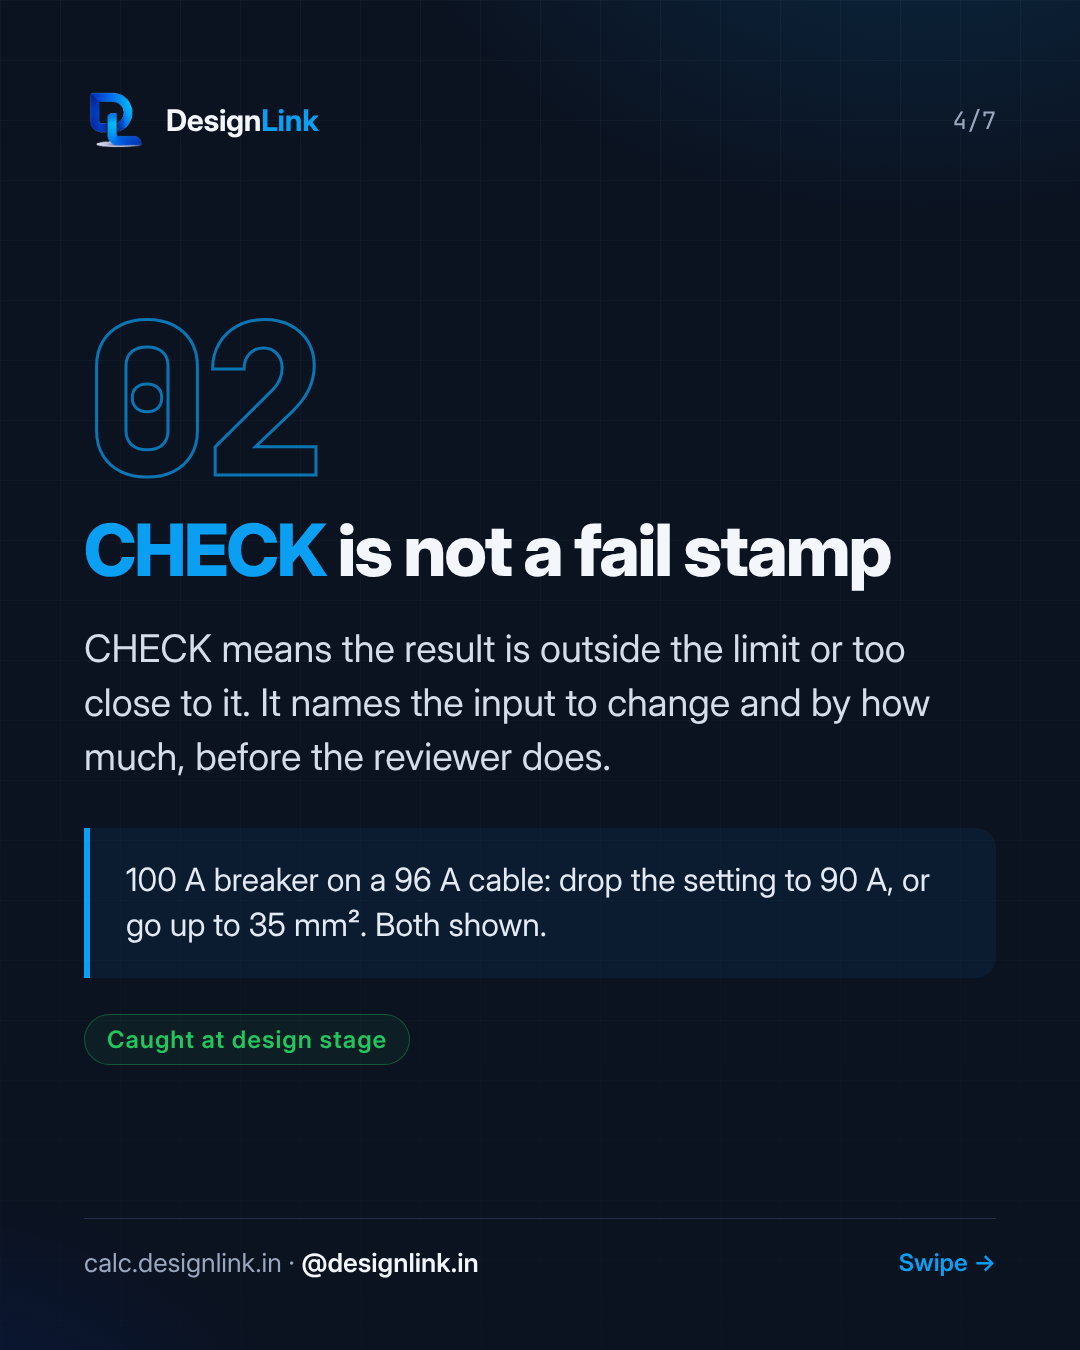 DesignLink
4/7
02
CHECK is not a fail stamp
CHECK means the result is outside the limit or too
close to it. It names the input to change and by how
much, before the reviewer does.
100 A breaker on a 96 A cable: drop the setting to 90 A, or
go up to 35 mm². Both shown.
Caught at design stage
calc.designlink.in · @designlink.in
Swipe →